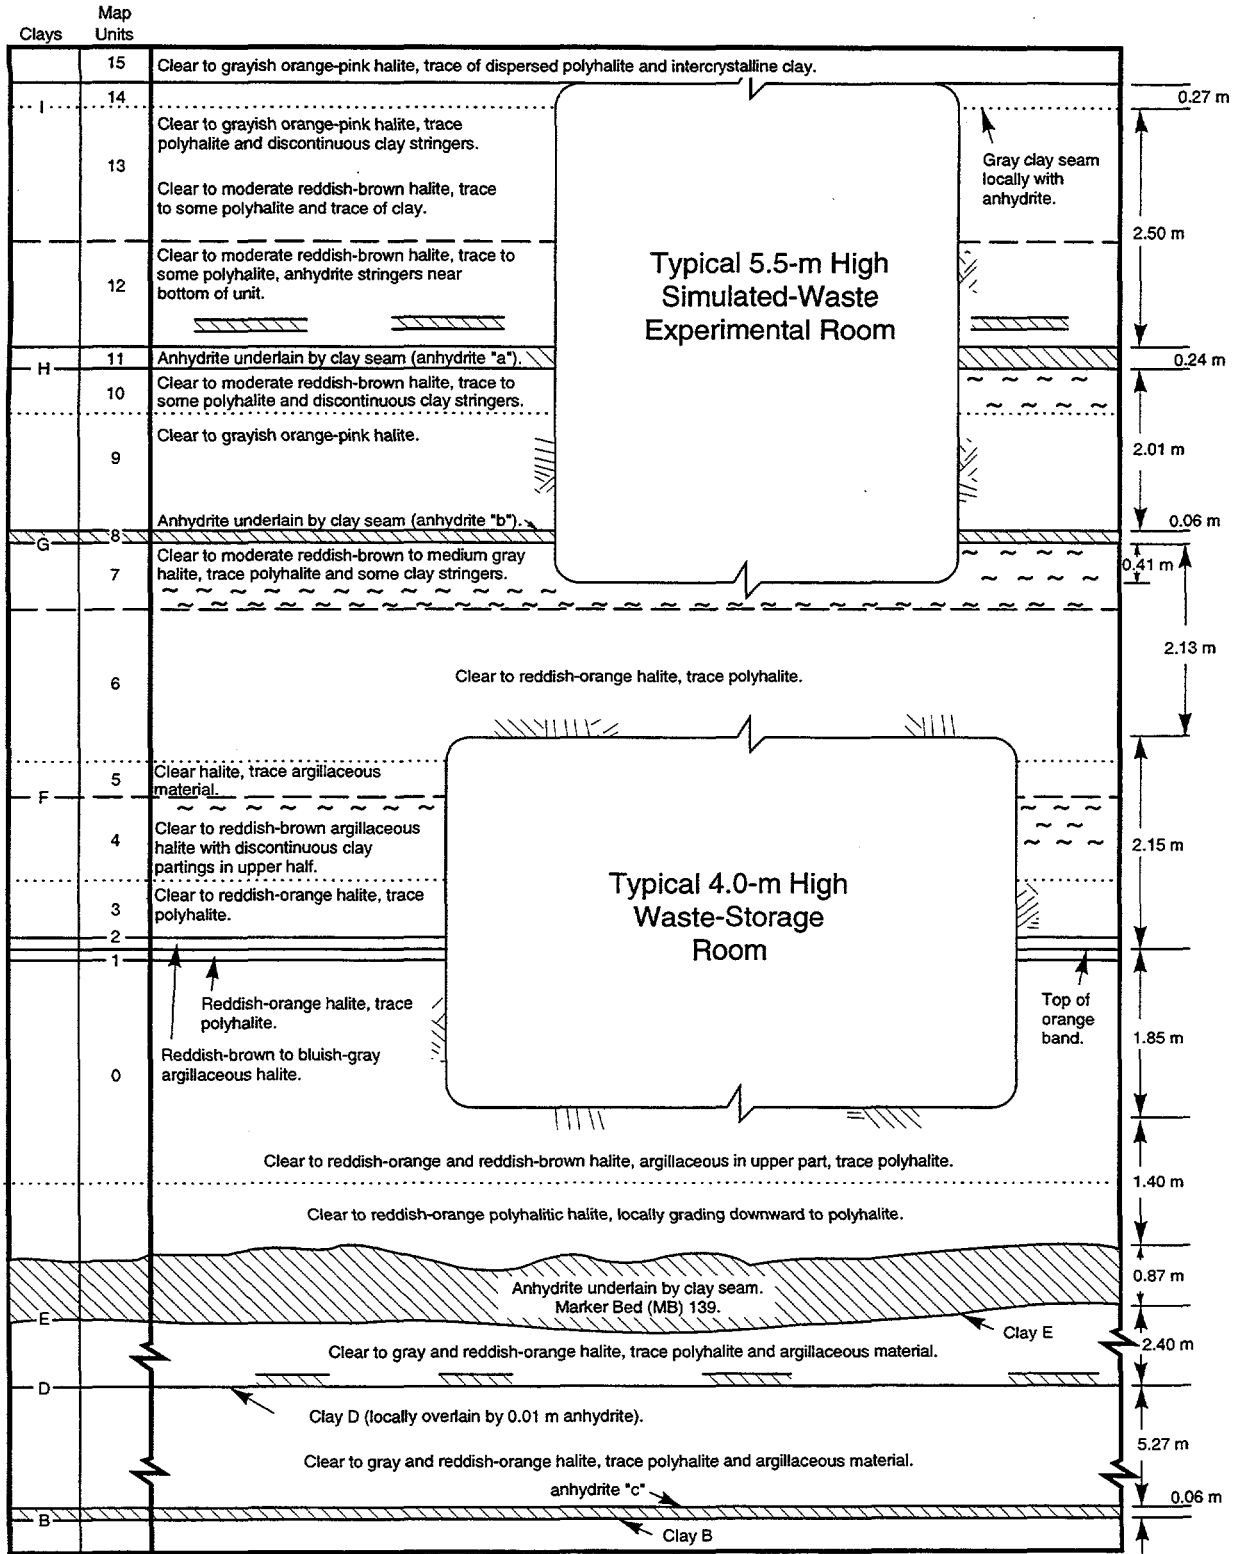 Map
Clays Units
15 Clear to grayish orange-pink halite, trace of dispersed polyhalite and intercrystalline clay.
14
0.27 m
I
Clear to grayish orange-pink halite, trace
polyhalite and discontinuous clay stringers.
13
Clear to moderate reddish-brown halite, trace
to some polyhalite and trace of clay.
Gray clay seam
locally with
anhydrite.
2.50 m
Clear to moderate reddish-brown halite, trace to
some polyhalite, anhydrite stringers near
bottom of unit.
12
Typical 5.5-m High
Simulated-Waste
Experimental Room
11 Anhydrite underlain by clay seam (anhydrite "a").
0.24 m
H
Clear to moderate reddish-brown halite, trace to
some polyhalite and discontinuous clay stringers.
10
Clear to grayish orange-pink halite.
9
2.01 m
Anhydrite underlain by clay seam (anhydrite "b").
0.06 m
8
G
Clear to moderate reddish-brown to medium gray
halite, trace polyhalite and some clay stringers.
7
0.41 m
2.13 m
6
Clear to reddish-orange halite, trace polyhalite.
5
Clear halite, trace argillaceous
material.
F
Clear to reddish-brown argillaceous
halite with discontinuous clay
partings in upper half.
4
2.15 m
Clear to reddish-orange halite, trace
polyhalite.
3
Typical 4.0-m High
Waste-Storage
Room
2
1
Reddish-orange halite, trace
polyhalite.
Top of
orange
band.
1.85 m
Reddish-brown to bluish-gray
argillaceous halite.
0
Clear to reddish-orange and reddish-brown halite, argillaceous in upper part, trace polyhalite.
1.40 m
Clear to reddish-orange polyhalitic halite, locally grading downward to polyhalite.
Anhydrite underlain by clay seam.
Marker Bed (MB) 139.
0.87 m
E
Clay E
Clear to gray and reddish-orange halite, trace polyhalite and argillaceous material.
2.40 m
D
Clay D (locally overlain by 0.01 m anhydrite).
5.27 m
Clear to gray and reddish-orange halite, trace polyhalite and argillaceous material.
anhydrite "c"
0.06 m
B
Clay B